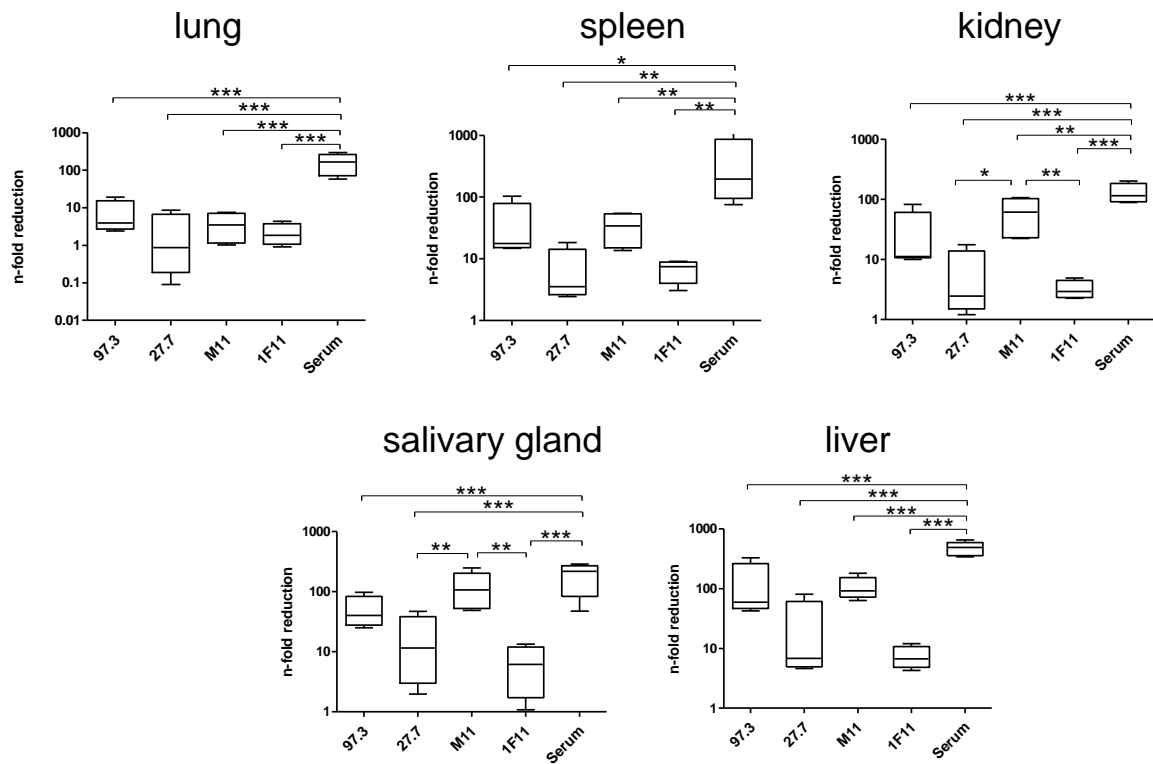 lung
spleen
kidney
***
***
***
***
n-fold reduction
1000
100
10
1
0.1
0.01
97.3
27.7
M11
1F11
Serum
*
**
**
**
n-fold reduction
1000
100
10
1
97.3
27.7
M11
1F11
Serum
***
***
**
***
*
**
n-fold reduction
1000
100
10
1
97.3
27.7
M11
1F11
Serum
salivary gland
liver
***
***
**
**
***
n-fold reduction
1000
100
10
1
97.3
27.7
M11
1F11
Serum
***
***
***
***
n-fold reduction
1000
100
10
1
97.3
27.7
M11
1F11
Serum